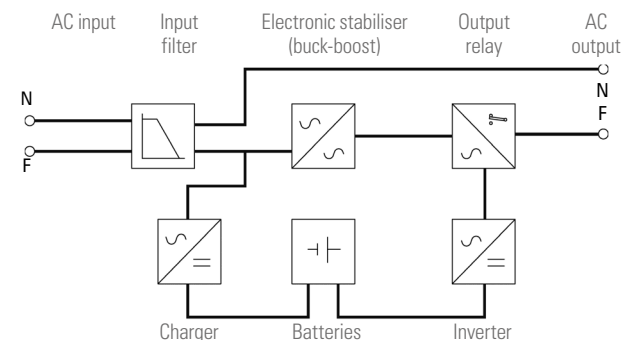 AC input
Input
filter
Electronic stabiliser
(buck-boost)
Output
relay
AC
output
N
F
N
F
Charger
Batteries
Inverter